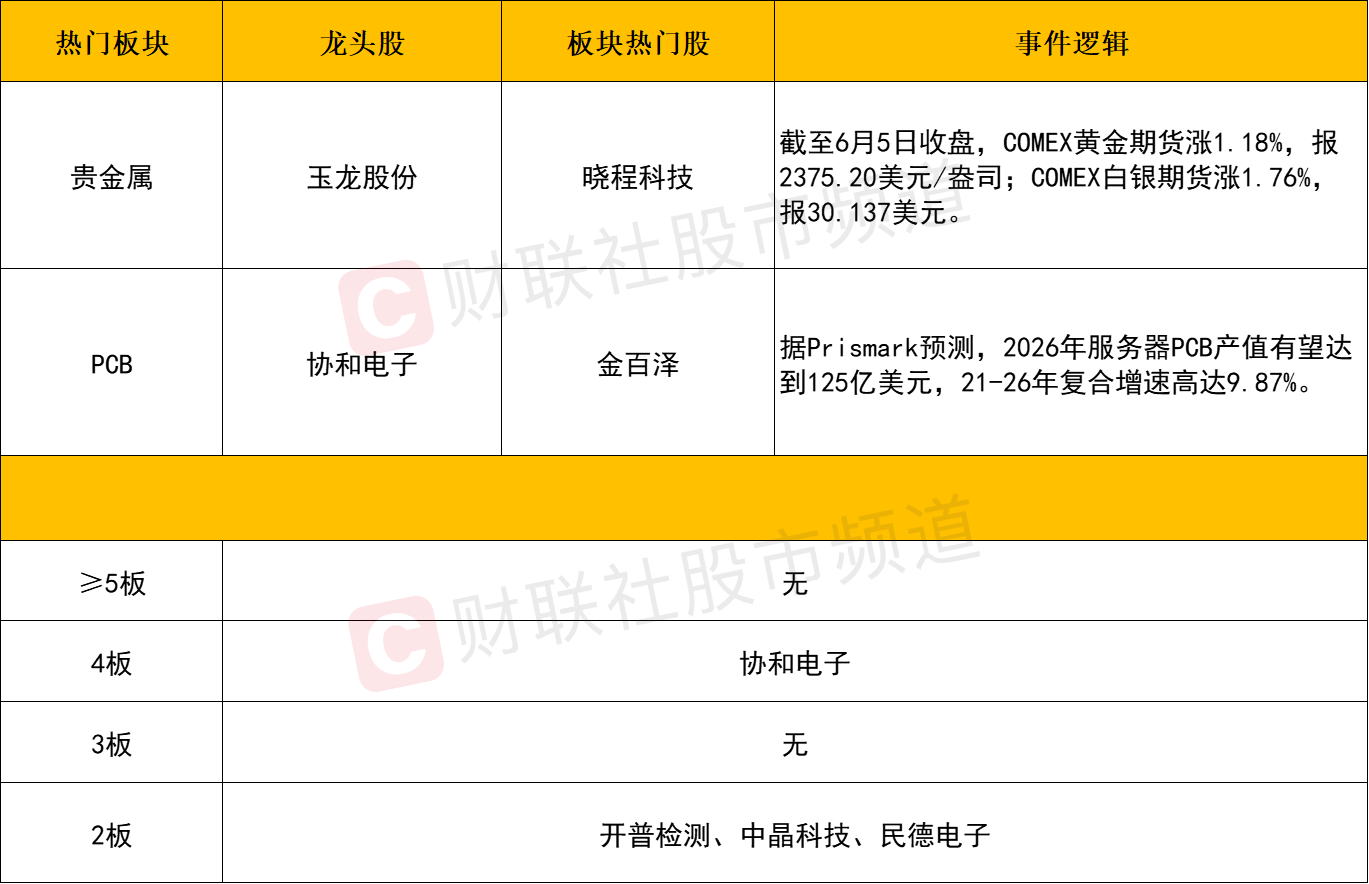 热门板块 龙头股 板块热门股 事件逻辑
贵金属 玉龙股份 晓程科技
截至6月5日收盘，COMEX黄金期货涨1.18%，报
2375.20美元/盎司；COMEX白银期货涨1.76%，
报30.137美元。
财联社股市频道
PCB 协和电子 金百泽
据Prismark预测，2026年服务器PCB产值有望达
到125亿美元，21-26年复合增速高达9.87%。
≥5板 无
财联社股市频道
4板 协和电子
3板 无
2板 开普检测、中晶科技、民德电子